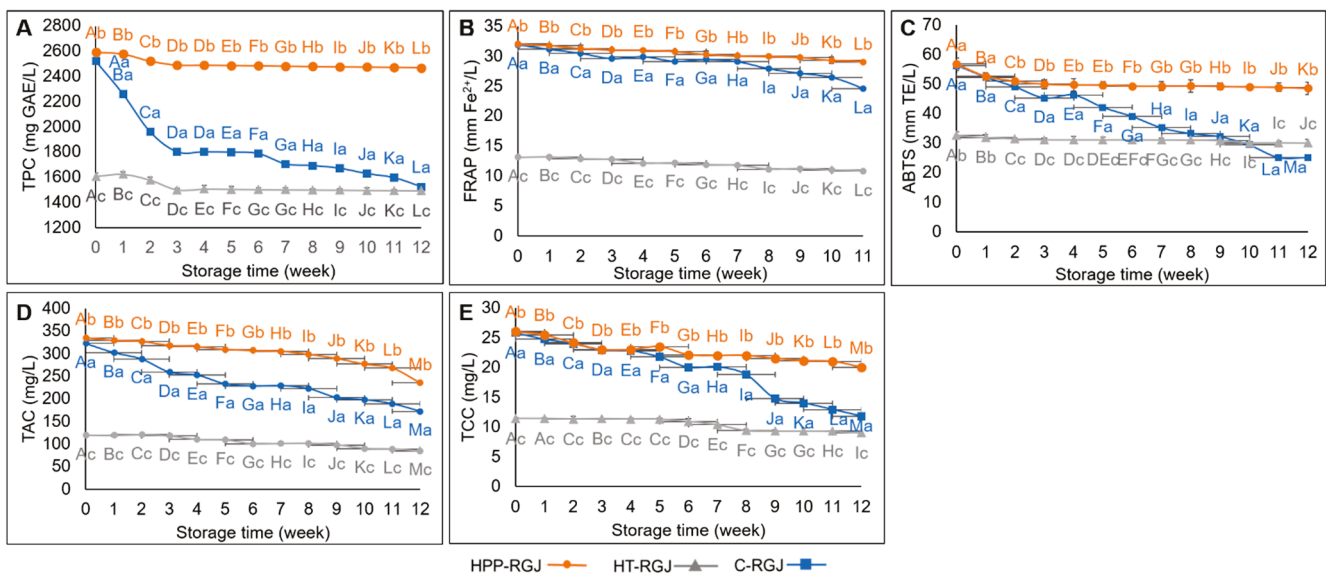 A
TPC (mg GAE/L)
2800
2600
2400
2200
2000
1800
1600
1400
1200
Ab Bb Cb Db Db Eb Fb Gb Hb Ib Jb Kb Lb
Aa Ba Ca Da Da Ea Fa Ga Ha Ia Ja Ka La
Ac Bc Cc Dc Ec Fc Gc Gc Hc Ic Jc Kc Lc
0 1 2 3 4 5 6 7 8 9 10 11 12
Storage time (week)
B
FRAP (mm Fe²⁺/L)
35
30
25
20
15
10
5
0
Ab Bb Cb Db Eb Fb Gb Hb Ib Jb Kb Lb
Aa Ba Ca Da Ea Fa Ga Ha Ia Ja Ka La
Ac Bc Cc Dc Ec Fc Gc Hc Ic Jc Kc Lc
0 1 2 3 4 5 6 7 8 9 10 11
Storage time (week)
C
ABTS (mm TE/L)
70
60
50
40
30
20
10
0
Aa Ba Cb Db Eb Eb Fb Gb Gb Hb Ib Jb Kb
Aa Ba Ca Da Ea Fa Ga Ha Ia Ja Ka La Ma
Ab Bb Cc Dc Dc DEc EFc FGc Gc Hc Ic Ic Jc
0 1 2 3 4 5 6 7 8 9 10 11 12
Storage time (week)
D
TAC (mg/L)
400
350
300
250
200
150
100
50
0
Ab Bb Cb Db Eb Fb Gb Hb Ib Jb Kb Lb Mb
Aa Ba Ca Da Ea Fa Ga Ha Ia Ja Ka La Ma
Ac Bc Cc Dc Ec Fc Gc Hc Ic Jc Kc Lc Mc
0 1 2 3 4 5 6 7 8 9 10 11 12
Storage time (week)
E
TCC (mg/L)
30
25
20
15
10
5
0
Ab Bb Cb Db Eb Fb Gb Hb Ib Jb Kb Lb Mb
Aa Ba Ca Da Ea Fa Ga Ha Ia Ja Ka La Ma
Ac Ac Cc Bc Cc Cc Dc Ec Fc Gc Gc Hc Ic
0 1 2 3 4 5 6 7 8 9 10 11 12
Storage time (week)
HPP-RGJ HT-RGJ C-RGJ